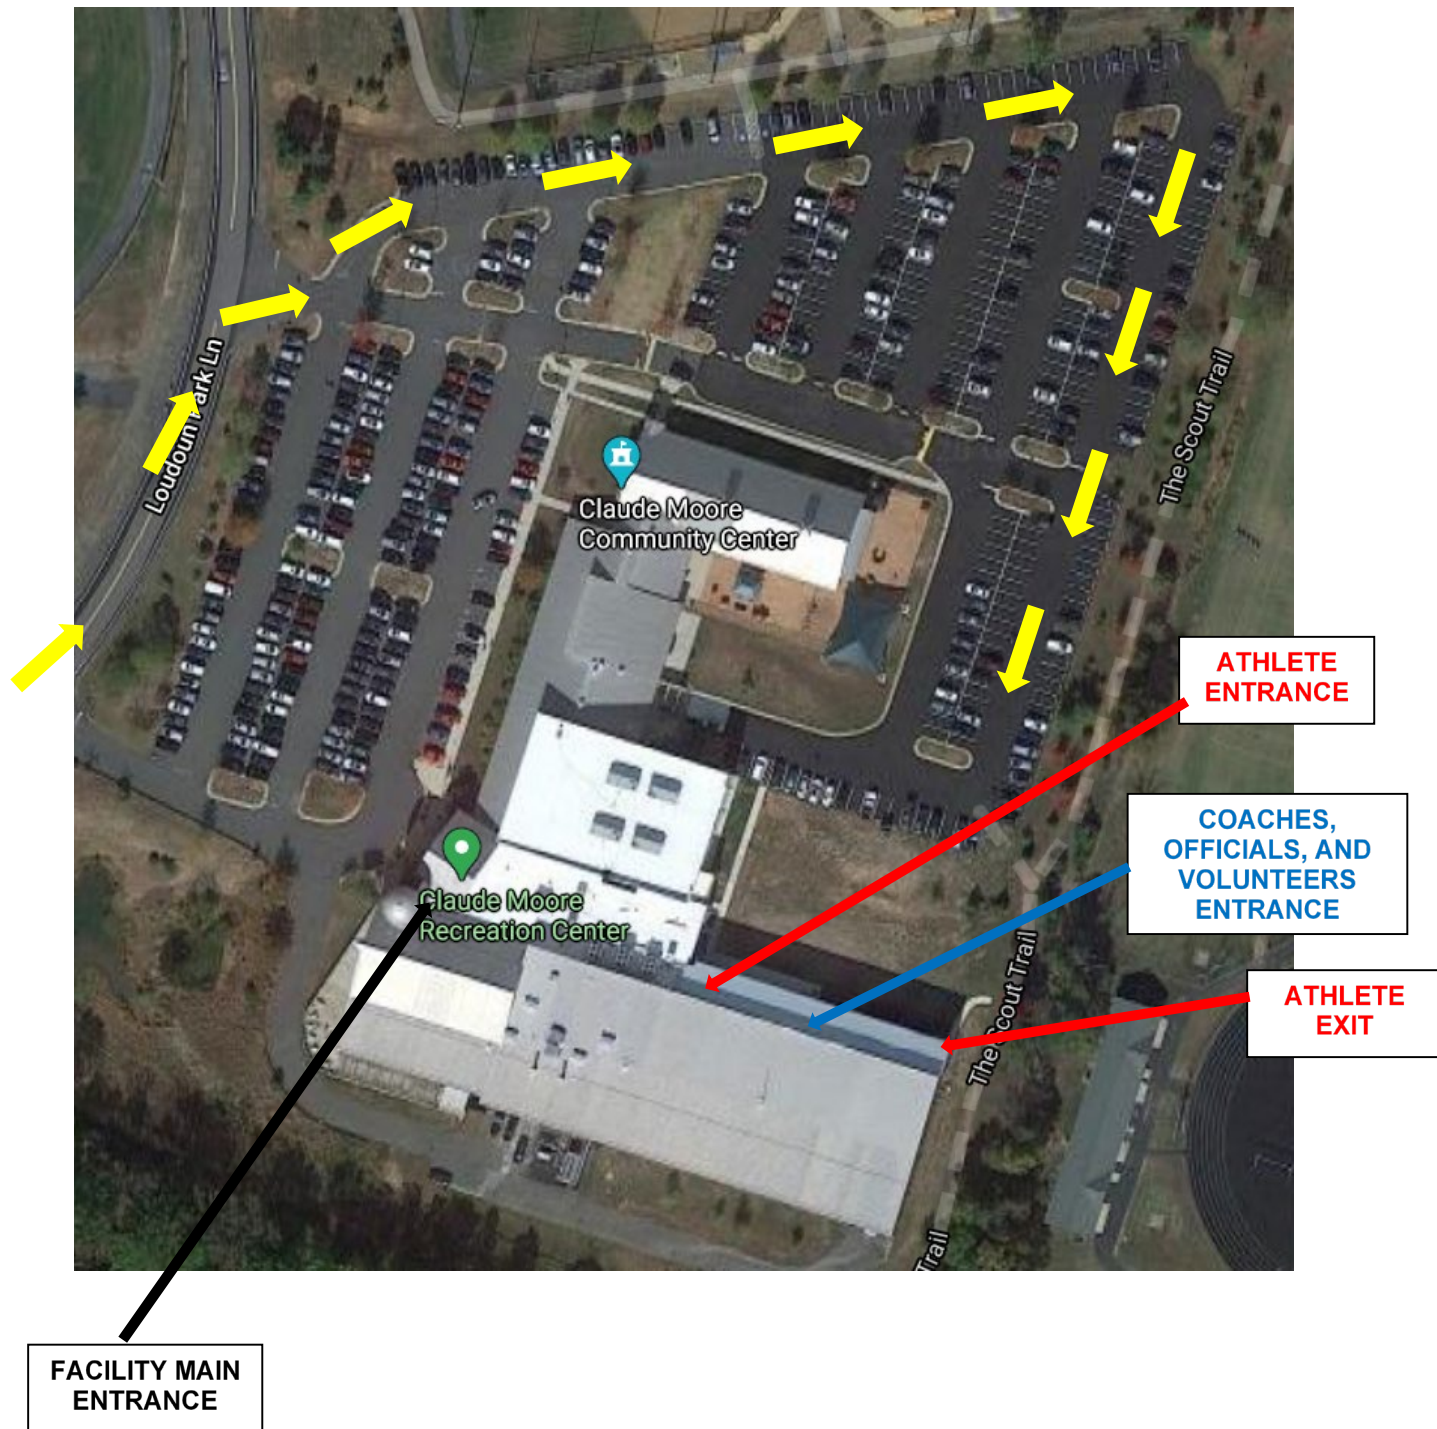 Loudoun Park Ln
The Scout Trail
Claude Moore
Community Center
ATHLETE
ENTRANCE
COACHES,
OFFICIALS, AND
VOLUNTEERS
ENTRANCE
Claude Moore
Recreation Center
The Scout Trail
ATHLETE
EXIT
Trail
FACILITY MAIN
ENTRANCE